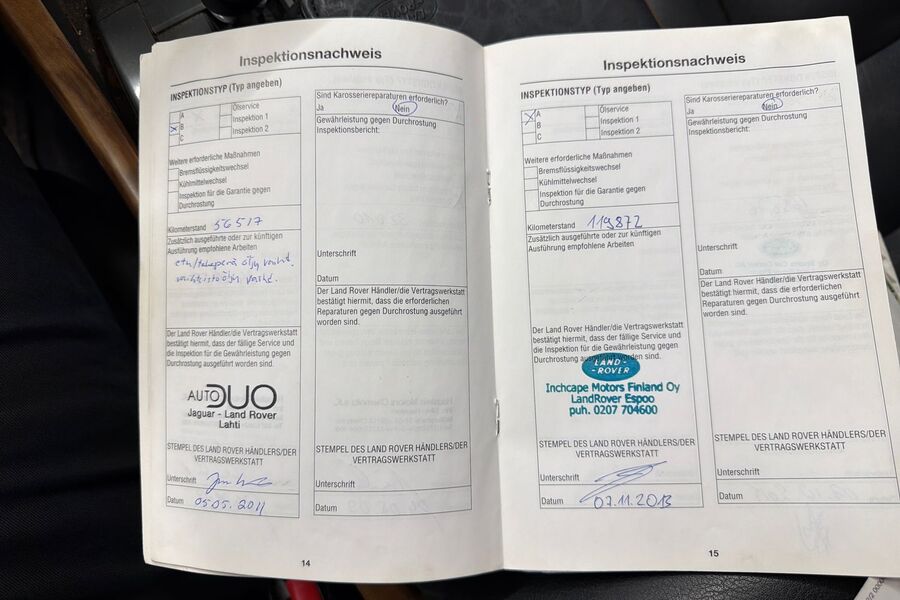 Inspektionsnachweis
INSPEKTIONSTYP (Typ angeben)
A
B
C
Ölservice
Inspektion 1
Inspektion 2
Weitere erforderliche Maßnahmen
Bremsflüssigkeitswechsel
Kühlmittelwechsel
Inspektion für die Garantie gegen
Durchrostung
Kilometerstand 56517
Zusätzlich ausgeführte oder zur künftigen
Ausführung empfohlene Arbeiten
etu/takaperä öljy vaihd.
vaihteistoöljy vaihd.
Der Land Rover Händler/die Vertragswerkstatt
bestätigt hiermit, dass der fällige Service und
die Inspektion für die Gewährleistung gegen
Durchrostung ausgeführt worden sind.
AUTO DUO
Jaguar - Land Rover
Lahti
STEMPEL DES LAND ROVER HÄNDLERS/DER
VERTRAGSWERKSTATT
Unterschrift
Datum 05.05.2011
Sind Karosseriereparaturen erforderlich?
Ja Nein
Gewährleistung gegen Durchrostung
Inspektionsbericht:
Unterschrift
Datum
Der Land Rover Händler/die Vertragswerkstatt
bestätigt hiermit, dass die erforderlichen
Reparaturen gegen Durchrostung ausgeführt
worden sind.
STEMPEL DES LAND ROVER HÄNDLERS/DER
VERTRAGSWERKSTATT
Unterschrift
Datum
14
Inspektionsnachweis
INSPEKTIONSTYP (Typ angeben)
A
B
C
Ölservice
Inspektion 1
Inspektion 2
Weitere erforderliche Maßnahmen
Bremsflüssigkeitswechsel
Kühlmittelwechsel
Inspektion für die Garantie gegen
Durchrostung
Kilometerstand 119872
Zusätzlich ausgeführte oder zur künftigen
Ausführung empfohlene Arbeiten
Der Land Rover Händler/die Vertragswerkstatt
bestätigt hiermit, dass der fällige Service und
die Inspektion für die Gewährleistung gegen
Durchrostung ausgeführt worden sind.
LAND-
-ROVER
Inchcape Motors Finland Oy
LandRover Espoo
puh. 0207 704600
STEMPEL DES LAND ROVER HÄNDLERS/DER
VERTRAGSWERKSTATT
Unterschrift
Datum 07.11.2013
Sind Karosseriereparaturen erforderlich?
Ja Nein
Gewährleistung gegen Durchrostung
Inspektionsbericht:
Unterschrift
Datum
Der Land Rover Händler/die Vertragswerkstatt
bestätigt hiermit, dass die erforderlichen
Reparaturen gegen Durchrostung ausgeführt
worden sind.
STEMPEL DES LAND ROVER HÄNDLERS/DER
VERTRAGSWERKSTATT
Unterschrift
Datum
15